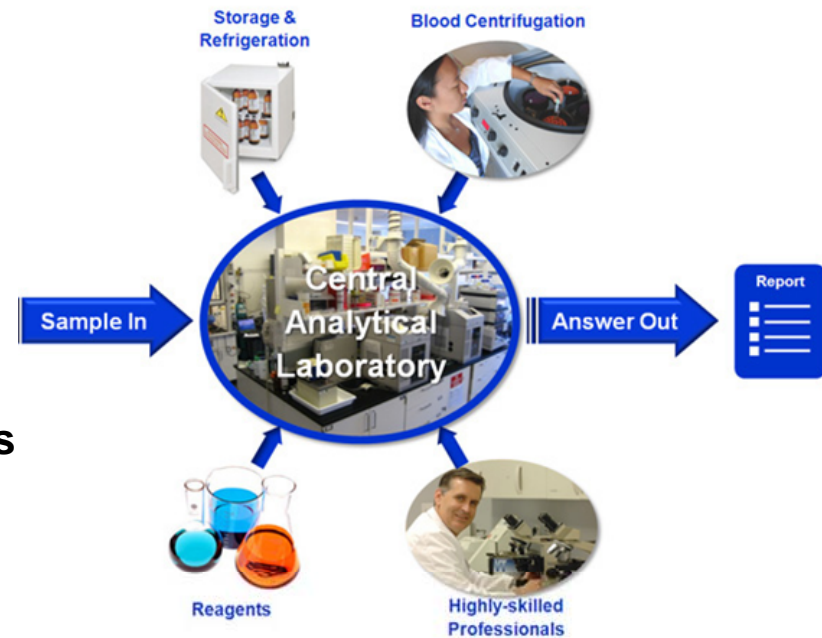 Storage &
Refrigeration
Blood Centrifugation
Sample In
Central
Analytical
Laboratory
Answer Out
Report
s
Reagents
Highly-skilled
Professionals